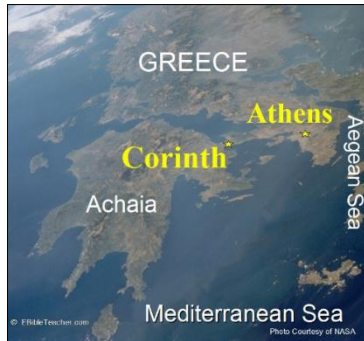 GREECE
Athens
Corinth
Aegean Sea
Achaia
Mediterranean Sea
© EBibleTeacher.com
Photo Courtesy of NASA